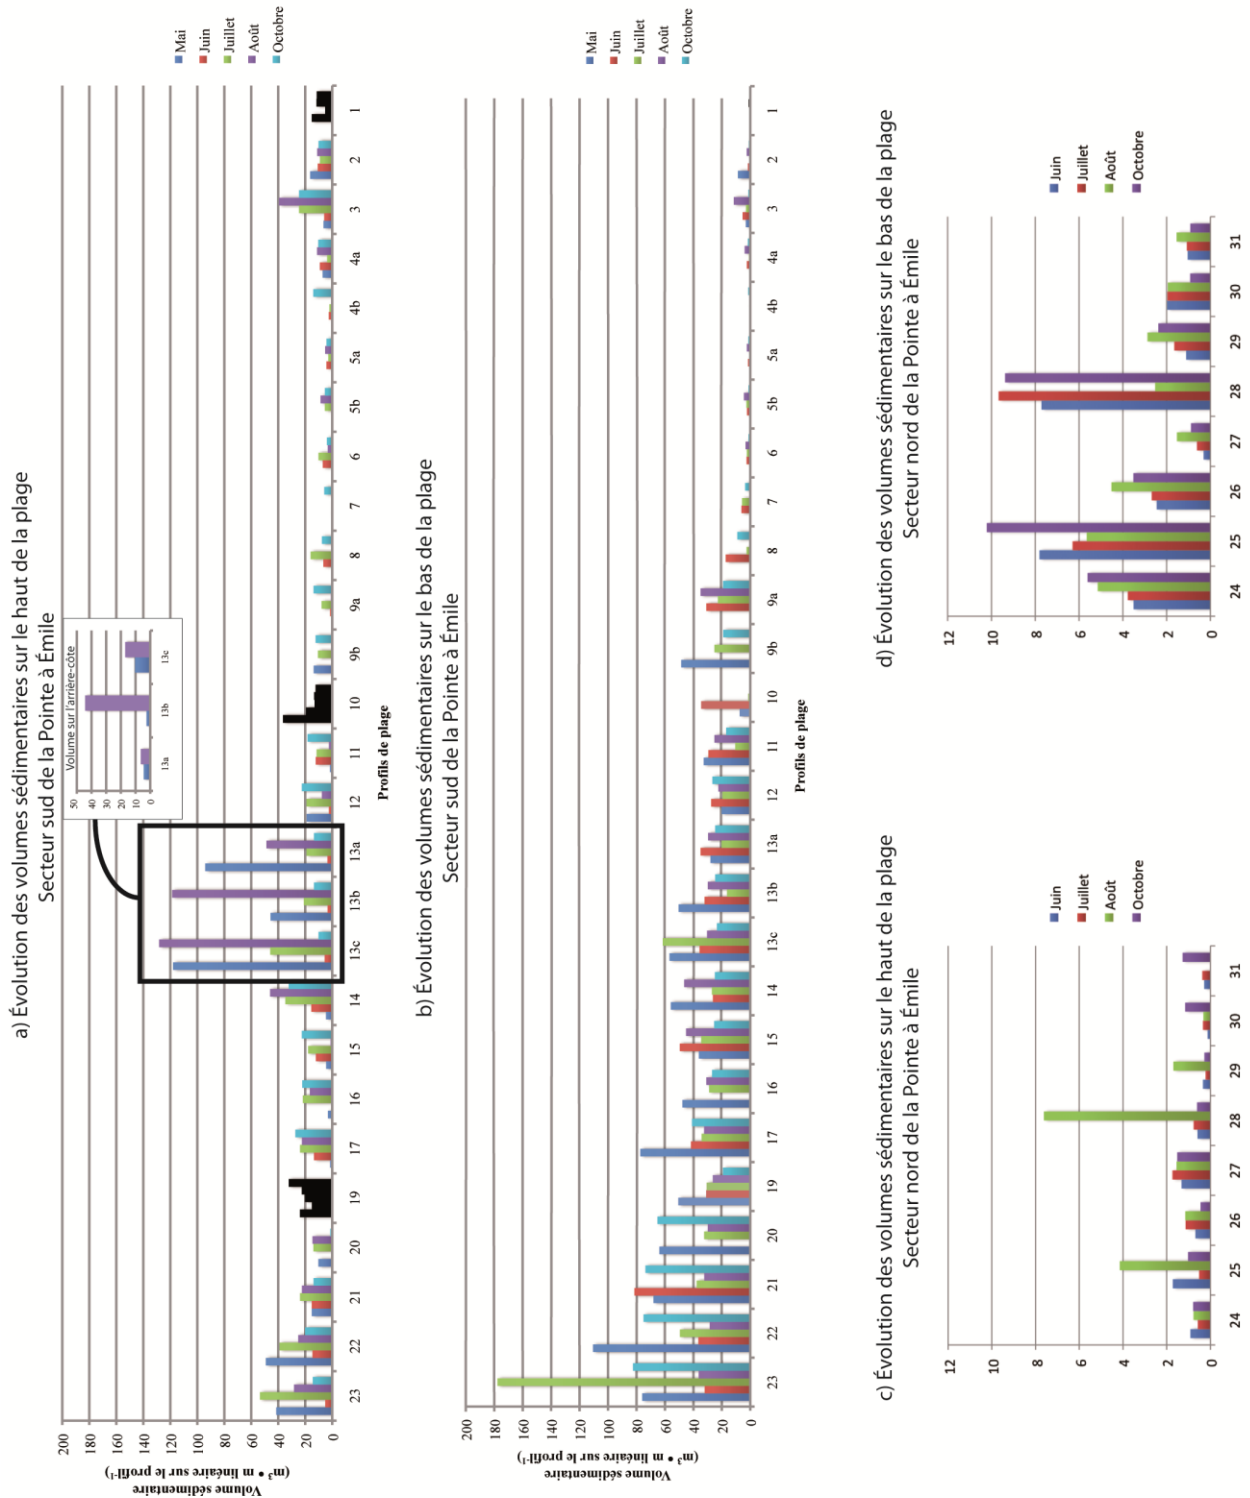 a) Évolution des volumes sédimentaires sur le haut de la plage
Secteur sud de la Pointe à Émile
Volume sédimentaire
(m³ • m linéaire sur le profil⁻¹)
200
180
160
140
120
100
80
60
40
20
0
23
22
21
20
19
17
16
15
14
13c
13b
13a
12
11
10
9b
9a
8
7
6
5b
5a
4b
4a
3
2
1
Profils de plage
Mai
Juin
Juillet
Août
Octobre
Volume sur l'arrière-côte
50
40
30
20
10
0
13a
13b
13c
b) Évolution des volumes sédimentaires sur le bas de la plage
Secteur sud de la Pointe à Émile
Volume sédimentaire
(m³ • m linéaire sur le profil⁻¹)
200
180
160
140
120
100
80
60
40
20
0
23
22
21
20
19
17
16
15
14
13c
13b
13a
12
11
10
9b
9a
8
7
6
5b
5a
4b
4a
3
2
1
Profils de plage
Mai
Juin
Juillet
Août
Octobre
c) Évolution des volumes sédimentaires sur le haut de la plage
Secteur nord de la Pointe à Émile
12
10
8
6
4
2
0
24
25
26
27
28
29
30
31
Juin
Juillet
Août
Octobre
d) Évolution des volumes sédimentaires sur le bas de la plage
Secteur nord de la Pointe à Émile
12
10
8
6
4
2
0
24
25
26
27
28
29
30
31
Juin
Juillet
Août
Octobre